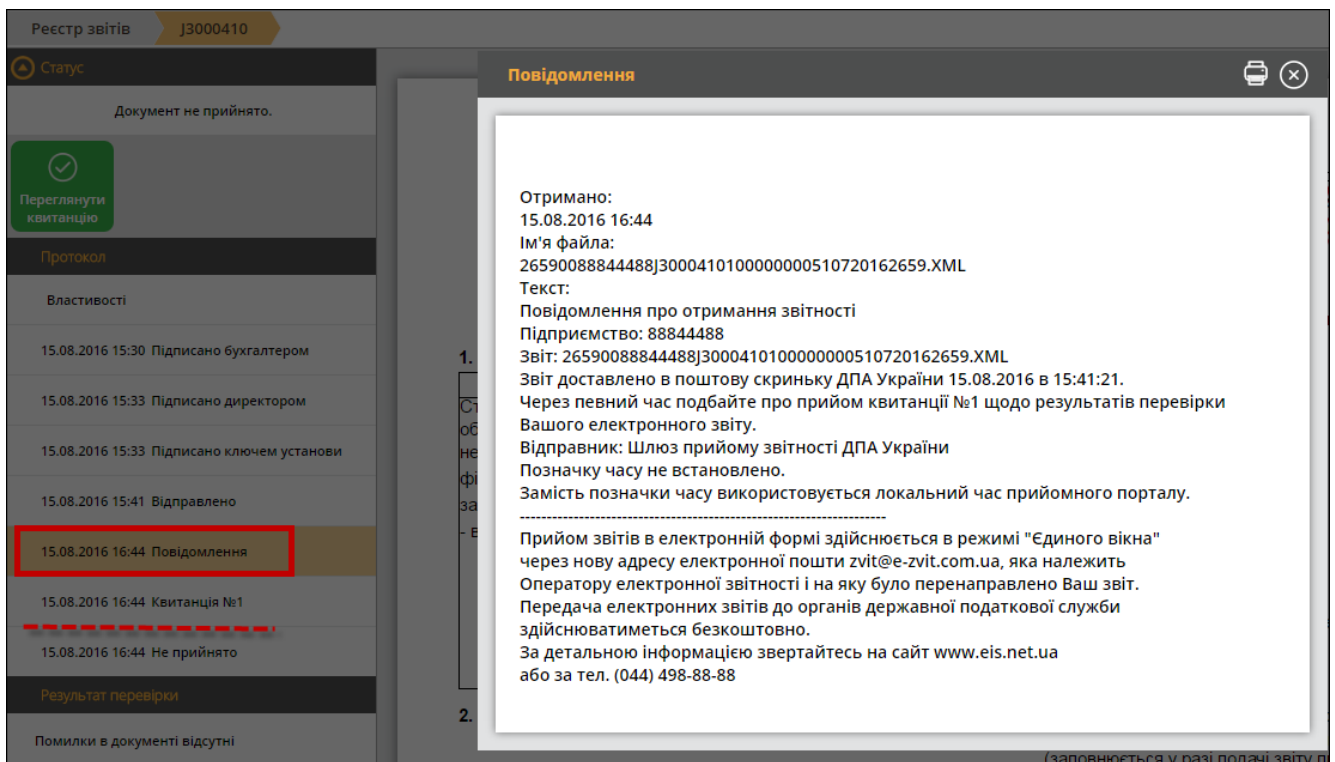 Реєстр звітів
J3000410
Статус
Документ не прийнято.
Переглянути
квитанцію
Протокол
Властивості
15.08.2016 15:30 Підписано бухгалтером
15.08.2016 15:33 Підписано директором
15.08.2016 15:33 Підписано ключем установи
15.08.2016 15:41 Відправлено
15.08.2016 16:44 Повідомлення
15.08.2016 16:44 Квитанція №1
15.08.2016 16:44 Не прийнято
Результат перевірки
Помилки в документі відсутні
1.
2.
Повідомлення
Отримано:
15.08.2016 16:44
Ім'я файла:
26590088844488J3000410100000000510720162659.XML
Текст:
Повідомлення про отримання звітності
Підприємство: 88844488
Звіт: 26590088844488J3000410100000000510720162659.XML
Звіт доставлено в поштову скриньку ДПА України 15.08.2016 в 15:41:21.
Через певний час подбайте про прийом квитанції №1 щодо результатів перевірки
Вашого електронного звіту.
Відправник: Шлюз прийому звітності ДПА України
Позначку часу не встановлено.
Замість позначки часу використовується локальний час прийомного порталу.
------------------------------------------------------------------
Прийом звітів в електронній формі здійснюється в режимі "Єдиного вікна"
через нову адресу електронної пошти zvit@e-zvit.com.ua, яка належить
Оператору електронної звітності і на яку було перенаправлено Ваш звіт.
Передача електронних звітів до органів державної податкової служби
здійснюватиметься безкоштовно.
За детальною інформацією звертайтесь на сайт www.eis.net.ua
або за тел. (044) 498-88-88